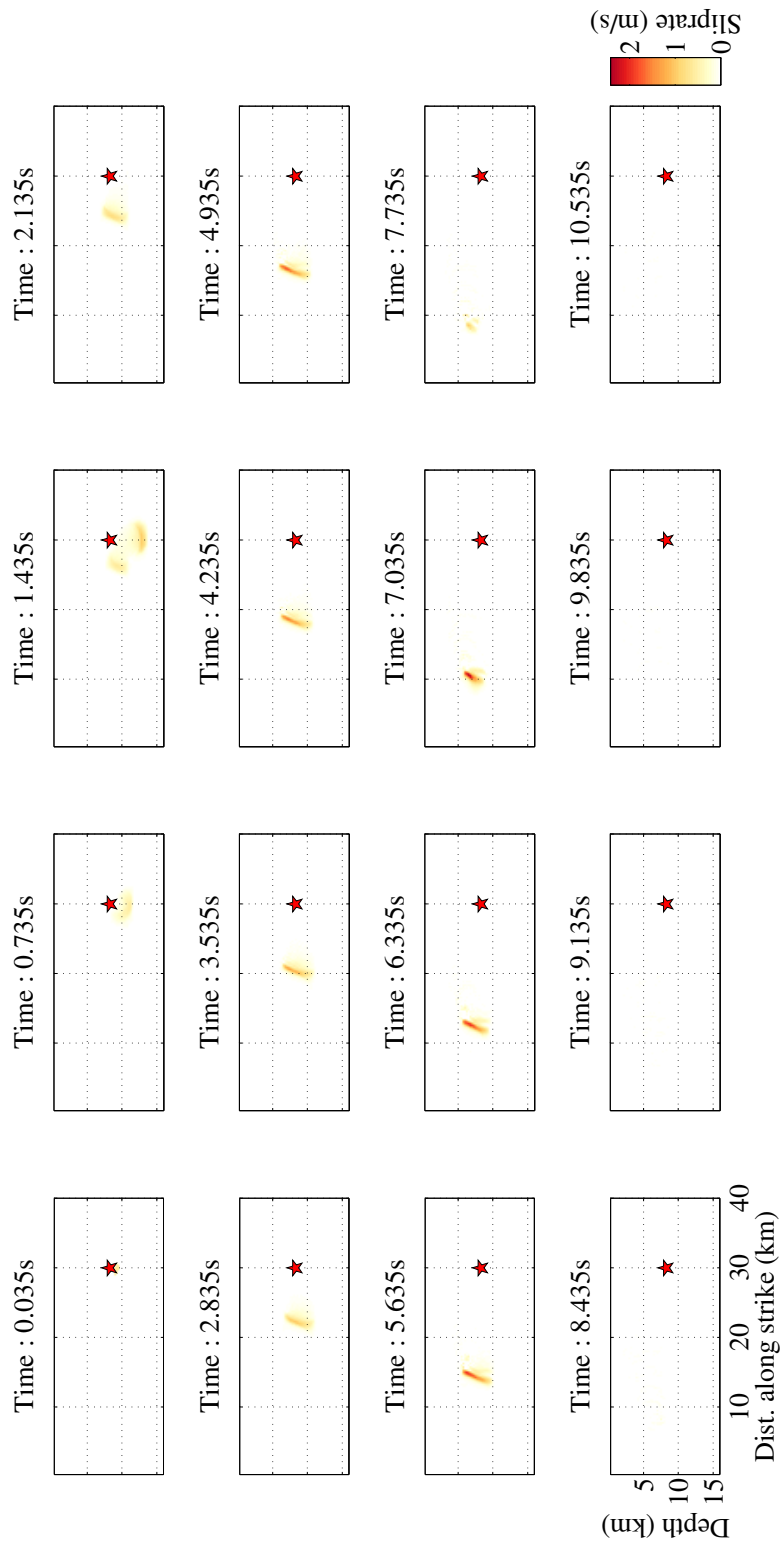 Time : 0.035s
Time : 0.735s
Time : 1.435s
Time : 2.135s
Time : 2.835s
Time : 3.535s
Time : 4.235s
Time : 4.935s
Time : 5.635s
Time : 6.335s
Time : 7.035s
Time : 7.735s
Time : 8.435s
Time : 9.135s
Time : 9.835s
Time : 10.535s
Depth (km)
5
10
15
10 20 30 40
Dist. along strike (km)
Sliprate (m/s)
2
1
0